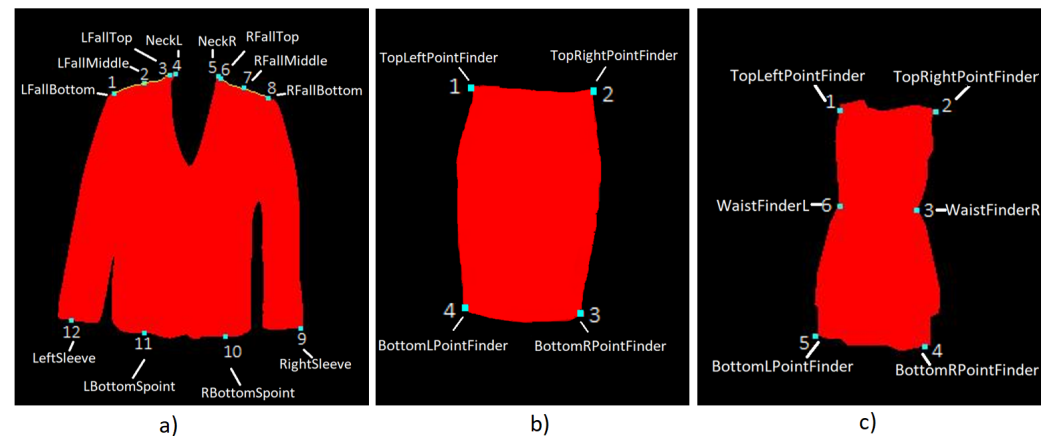 LFallTop
NeckL
NeckR
RFallTop
LFallMiddle
RFallMiddle
LFallBottom
RFallBottom
1
2
3
4
5
6
7
8
12
11
10
9
LeftSleeve
RightSleeve
LBottomSpoint
RBottomSpoint
a)
TopLeftPointFinder
TopRightPointFinder
1
2
4
3
BottomLPointFinder
BottomRPointFinder
b)
TopLeftPointFinder
TopRightPointFinder
1
2
WaistFinderL
6
3
WaistFinderR
5
4
BottomLPointFinder
BottomRPointFinder
c)